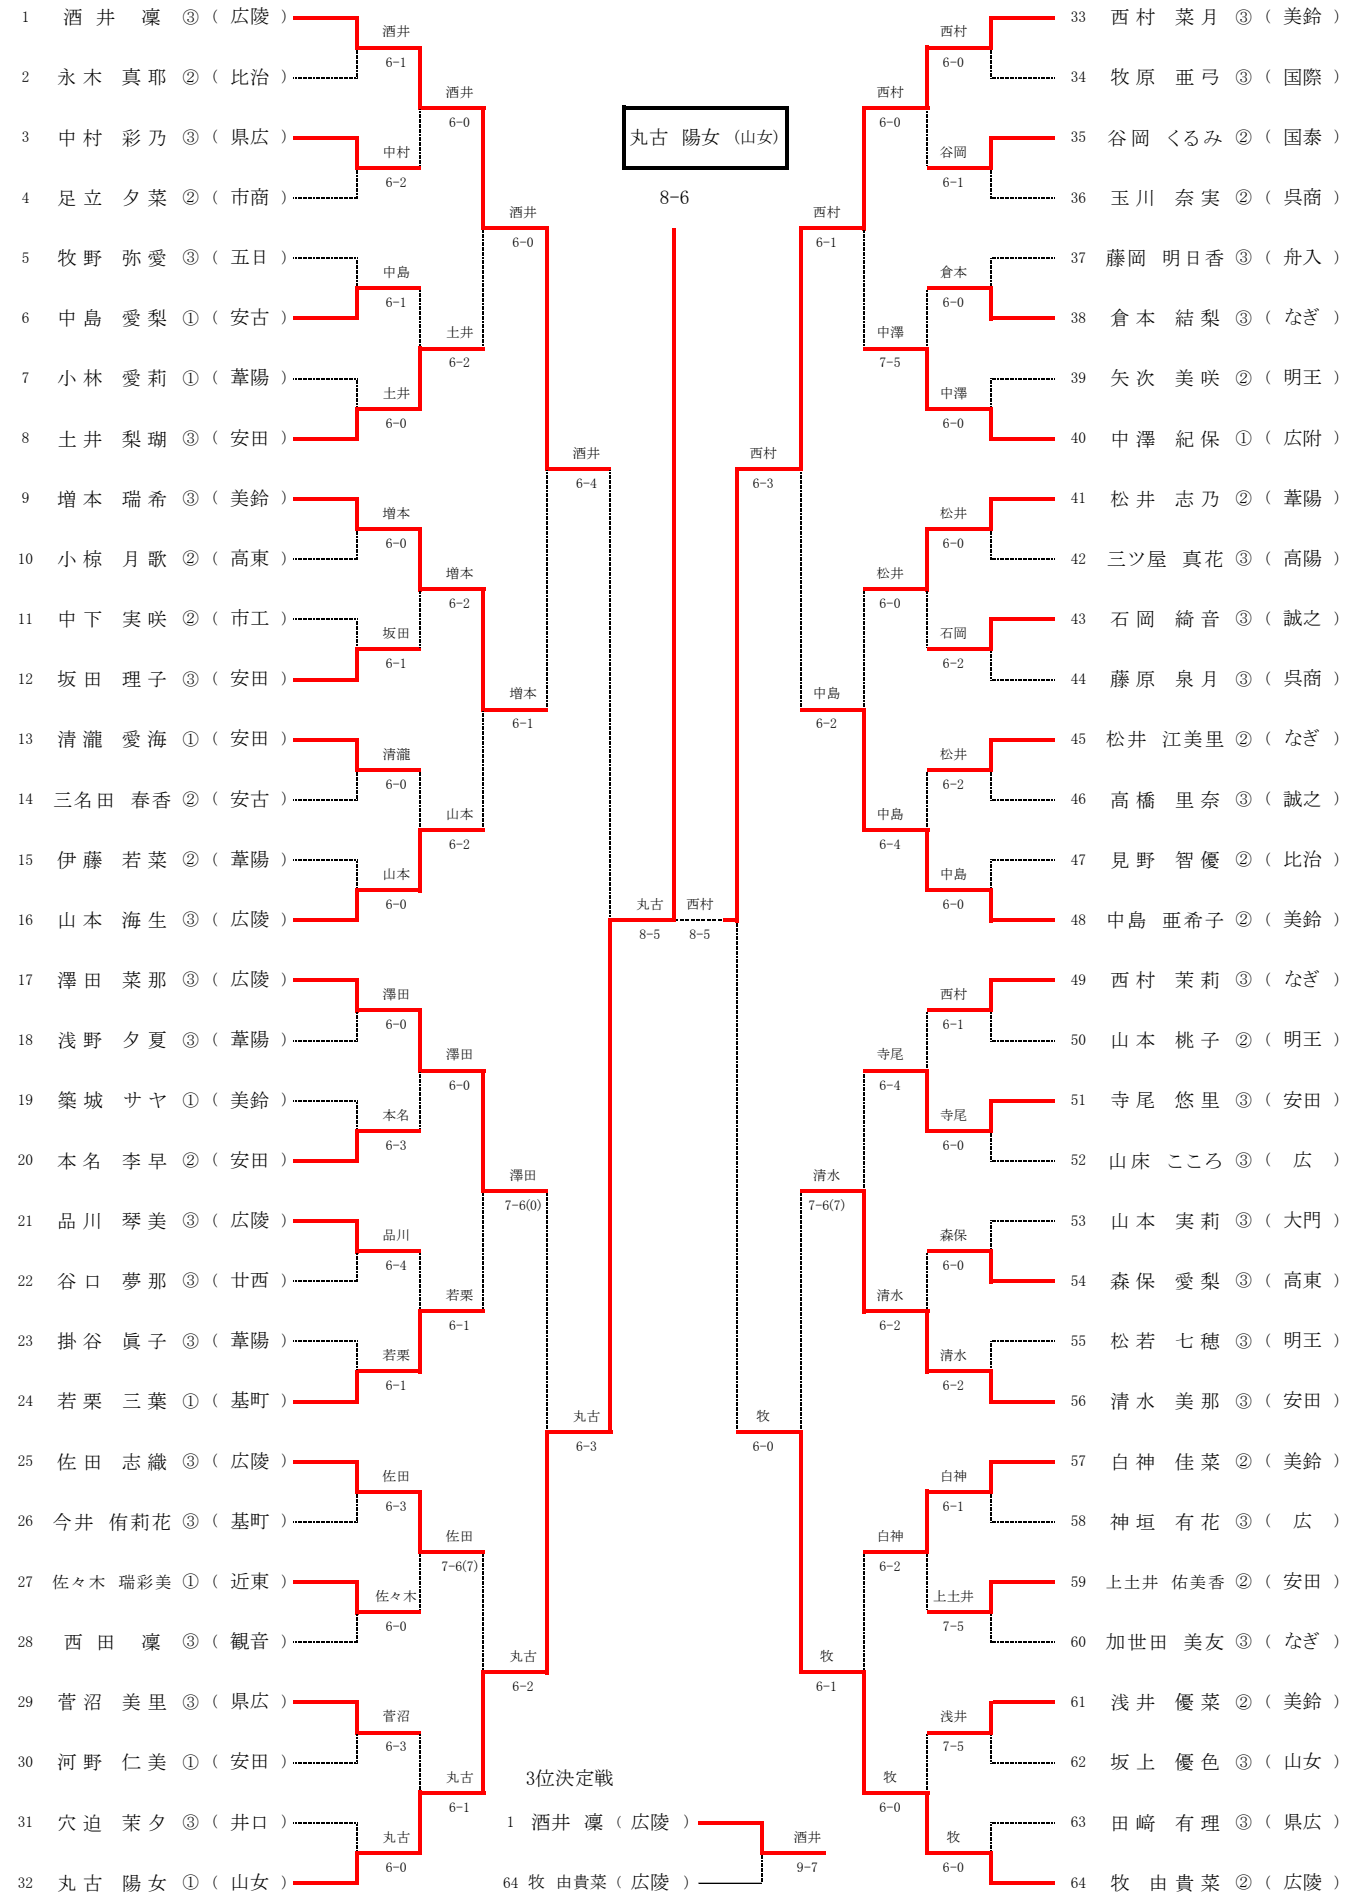 1 酒井 凜 ③ ( 広陵 )
酒井
6-1
2 永木 真耶 ② ( 比治 )
酒井
6-0
3 中村 彩乃 ③ ( 県広 )
中村
6-2
4 足立 夕菜 ② ( 市商 )
酒井
6-0
5 牧野 弥愛 ③ ( 五日 )
中島
6-1
6 中島 愛梨 ① ( 安古 )
土井
6-2
7 小林 愛莉 ① ( 葦陽 )
土井
6-0
8 土井 梨瑚 ③ ( 安田 )
酒井
6-4
9 増本 瑞希 ③ ( 美鈴 )
増本
6-0
10 小椋 月歌 ② ( 高東 )
増本
6-2
11 中下 実咲 ② ( 市工 )
坂田
6-1
12 坂田 理子 ③ ( 安田 )
増本
6-1
13 清瀧 愛海 ① ( 安田 )
清瀧
6-0
14 三名田 春香 ② ( 安古 )
山本
6-2
15 伊藤 若菜 ② ( 葦陽 )
山本
6-0
16 山本 海生 ③ ( 広陵 )
丸古
8-5
17 澤田 菜那 ③ ( 広陵 )
澤田
6-0
18 浅野 夕夏 ③ ( 葦陽 )
澤田
6-0
19 築城 サヤ ① ( 美鈴 )
本名
6-3
20 本名 李早 ② ( 安田 )
澤田
7-6(0)
21 品川 琴美 ③ ( 広陵 )
品川
6-4
22 谷口 夢那 ③ ( 廿西 )
若栗
6-1
23 掛谷 眞子 ③ ( 葦陽 )
若栗
6-1
24 若栗 三葉 ① ( 基町 )
丸古
6-3
25 佐田 志織 ③ ( 広陵 )
佐田
6-3
26 今井 侑莉花 ③ ( 基町 )
佐田
7-6(7)
27 佐々木 瑞彩美 ① ( 近東 )
佐々木
6-0
28 西田 凜 ③ ( 観音 )
丸古
6-2
29 菅沼 美里 ③ ( 県広 )
菅沼
6-3
30 河野 仁美 ① ( 安田 )
丸古
6-1
31 穴迫 茉夕 ③ ( 井口 )
丸古
6-0
32 丸古 陽女 ① ( 山女 )
丸古 陽女 (山女)
8-6
33 西村 菜月 ③ ( 美鈴 )
西村
6-0
34 牧原 亜弓 ③ ( 国際 )
西村
6-0
35 谷岡 くるみ ② ( 国泰 )
谷岡
6-1
36 玉川 奈実 ② ( 呉商 )
西村
6-1
37 藤岡 明日香 ③ ( 舟入 )
倉本
6-0
38 倉本 結梨 ③ ( なぎ )
中澤
7-5
39 矢次 美咲 ② ( 明王 )
中澤
6-0
40 中澤 紀保 ① ( 広附 )
西村
6-3
41 松井 志乃 ② ( 葦陽 )
松井
6-0
42 三ツ屋 真花 ③ ( 高陽 )
松井
6-0
43 石岡 綺音 ③ ( 誠之 )
石岡
6-2
44 藤原 泉月 ③ ( 呉商 )
中島
6-2
45 松井 江美里 ② ( なぎ )
松井
6-2
46 高橋 里奈 ③ ( 誠之 )
中島
6-4
47 見野 智優 ② ( 比治 )
中島
6-0
48 中島 亜希子 ② ( 美鈴 )
西村
8-5
49 西村 茉莉 ③ ( なぎ )
西村
6-1
50 山本 桃子 ② ( 明王 )
寺尾
6-4
51 寺尾 悠里 ③ ( 安田 )
寺尾
6-0
52 山床 こころ ③ ( 広 )
清水
7-6(7)
53 山本 実莉 ③ ( 大門 )
森保
6-0
54 森保 愛梨 ③ ( 高東 )
清水
6-2
55 松若 七穂 ③ ( 明王 )
清水
6-2
56 清水 美那 ③ ( 安田 )
牧
6-0
57 白神 佳菜 ② ( 美鈴 )
白神
6-1
58 神垣 有花 ③ ( 広 )
白神
6-2
59 上土井 佑美香 ② ( 安田 )
上土井
7-5
60 加世田 美友 ③ ( なぎ )
牧
6-1
61 浅井 優菜 ② ( 美鈴 )
浅井
7-5
62 坂上 優色 ③ ( 山女 )
牧
6-0
63 田﨑 有理 ③ ( 県広 )
牧
6-0
64 牧 由貴菜 ② ( 広陵 )
3位決定戦
1 酒井 凜 ( 広陵 )
酒井
9-7
64 牧 由貴菜 ( 広陵 )